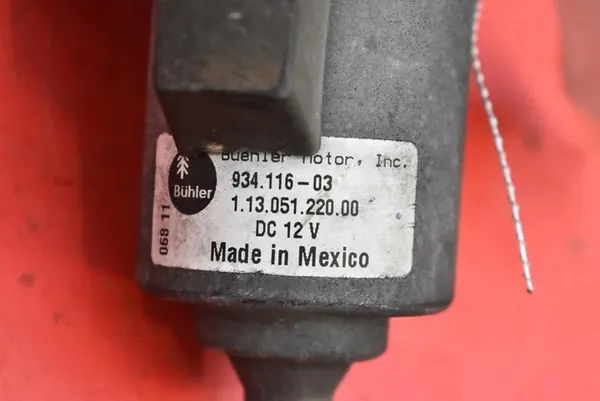 Buehler Motor, Inc.
Bühler
934.116-03
1.13.051.220.00
DC 12 V
Made in Mexico
068 11